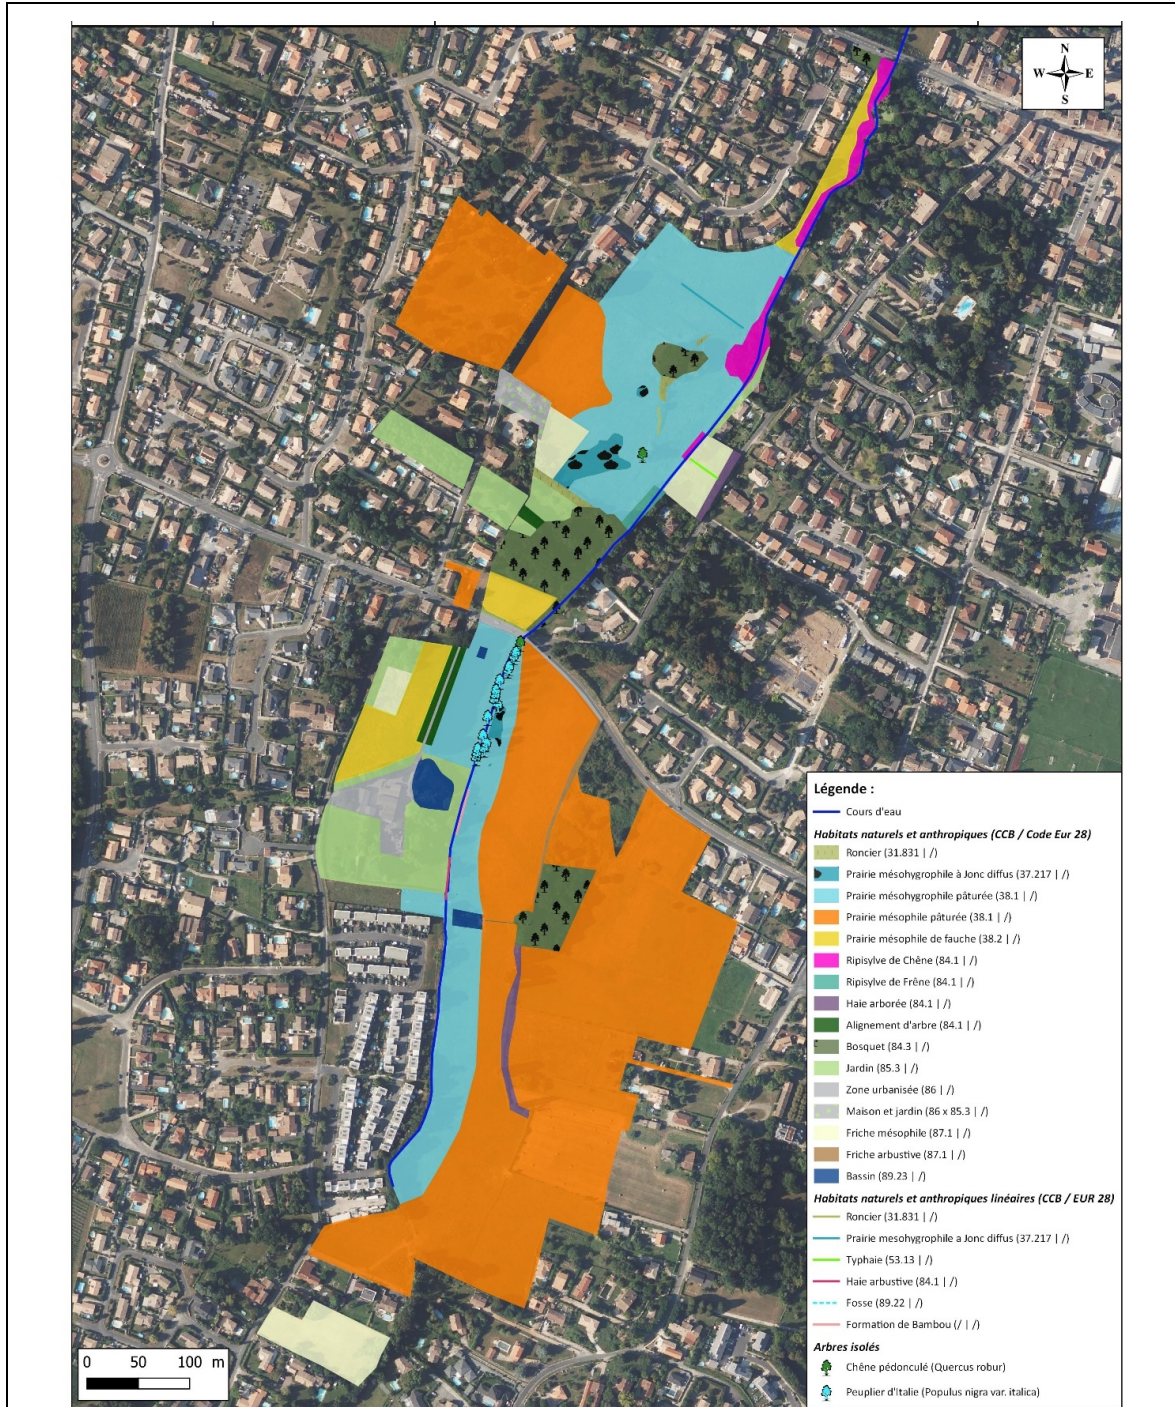 N
W E
S
Légende :
Cours d'eau
Habitats naturels et anthropiques (CCB / Code Eur 28)
Roncier (31.831 | /)
Prairie mésohygrophile à Jonc diffus (37.217 | /)
Prairie mésohygrophile pâturée (38.1 | /)
Prairie mésophile pâturée (38.1 | /)
Prairie mésophile de fauche (38.2 | /)
Ripisylve de Chêne (84.1 | /)
Ripisylve de Frêne (84.1 | /)
Haie arborée (84.1 | /)
Alignement d'arbre (84.1 | /)
Bosquet (84.3 | /)
Jardin (85.3 | /)
Zone urbanisée (86 | /)
Maison et jardin (86 x 85.3 | /)
Friche mésophile (87.1 | /)
Friche arbustive (87.1 | /)
Bassin (89.23 | /)
Habitats naturels et anthropiques linéaires (CCB / EUR 28)
Roncier (31.831 | /)
Prairie mesohygrophile a Jonc diffus (37.217 | /)
Typhaie (53.13 | /)
Haie arbustive (84.1 | /)
Fosse (89.22 | /)
Formation de Bambou (/ | /)
Arbres isolés
Chêne pédonculé (Quercus robur)
Peuplier d'Italie (Populus nigra var. italica)
0 50 100 m